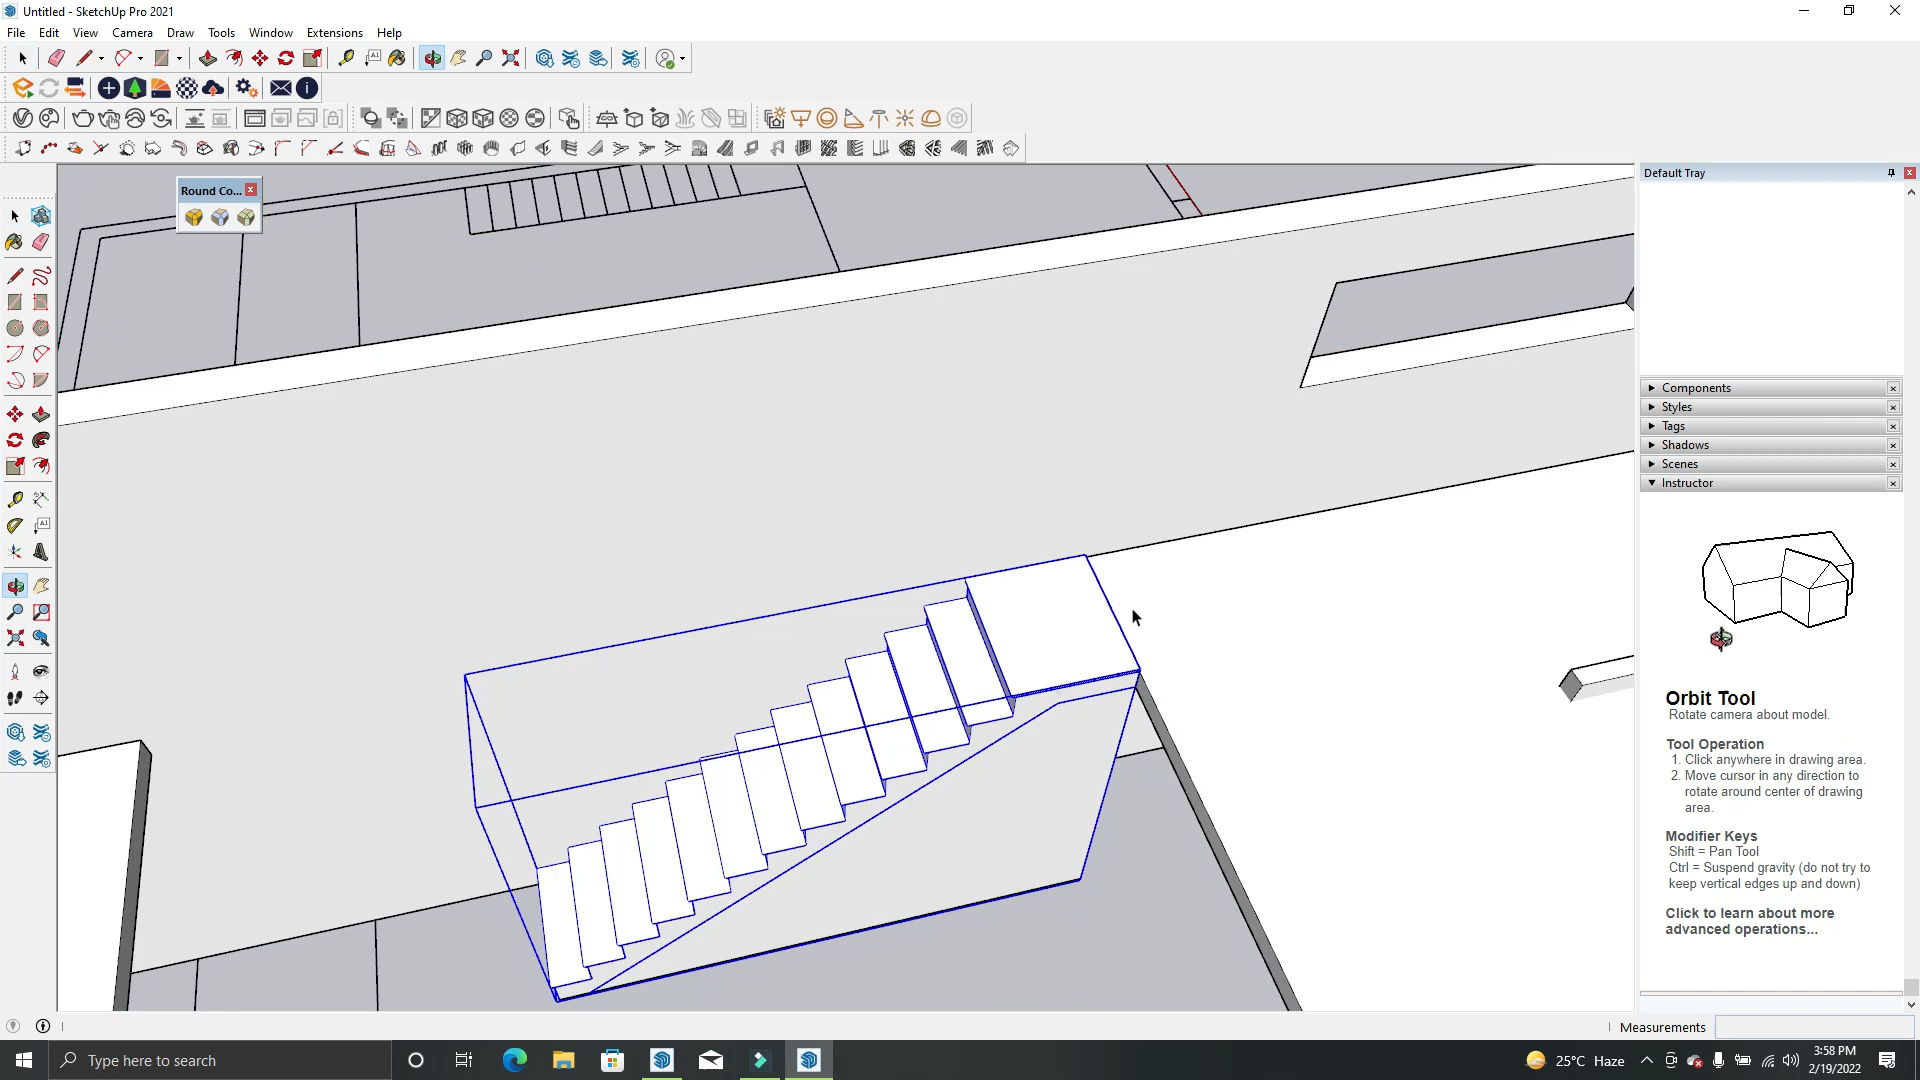 Untitled - SketchUp Pro 2021
File Edit View Camera Draw Tools Window Extensions Help
Round Co...
Default Tray
Components
Styles
Tags
Shadows
Scenes
Instructor
Orbit Tool
Rotate camera about model.
Tool Operation
1. Click anywhere in drawing area.
2. Move cursor in any direction to
rotate around center of drawing
area.
Modifier Keys
Shift = Pan Tool
Ctrl = Suspend gravity (do not try to
keep vertical edges up and down)
Click to learn about more
advanced operations...
Measurements
Type here to search
25°C Haze
3:58 PM
2/19/2022